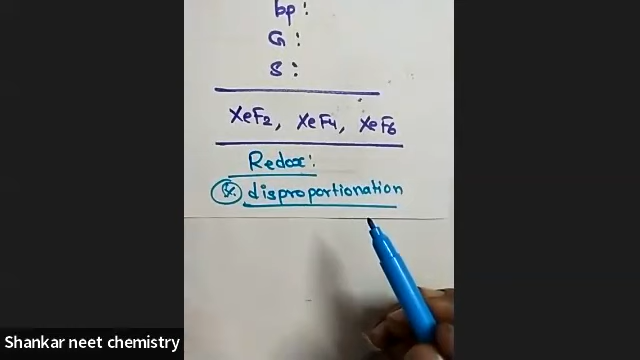 bp:
G:
S:
XeF2, XeF4, XeF6
Redox:
&. disproportionation
Shankar neet chemistry